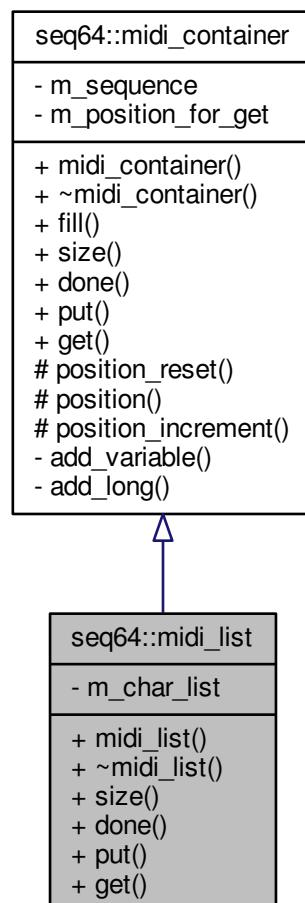 seq64::midi_container
- m_sequence
- m_position_for_get
+ midi_container()
+ ~midi_container()
+ fill()
+ size()
+ done()
+ put()
+ get()
# position_reset()
# position()
# position_increment()
- add_variable()
- add_long()
seq64::midi_list
- m_char_list
+ midi_list()
+ ~midi_list()
+ size()
+ done()
+ put()
+ get()